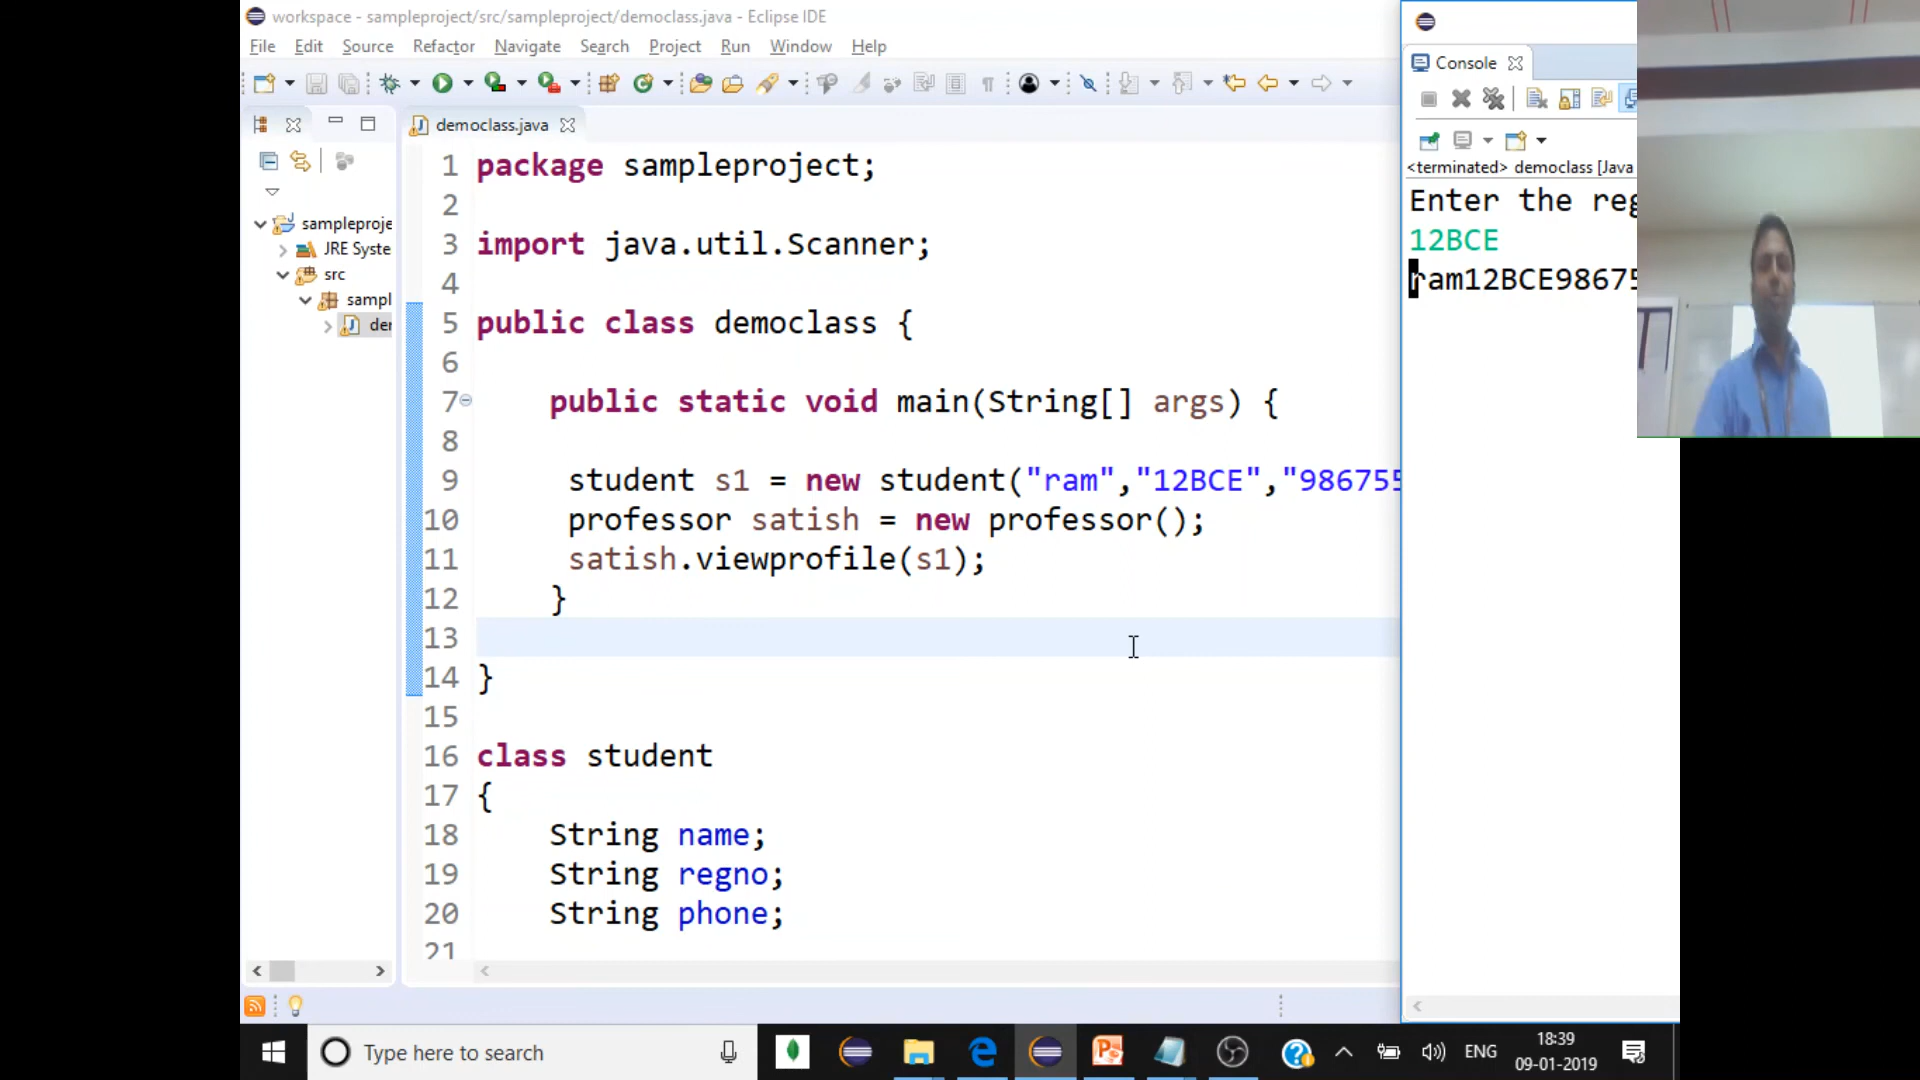 workspace - sampleproject/src/sampleproject/democlass.java - Eclipse IDE
File Edit Source Refactor Navigate Search Project Run Window Help
democlass.java
1 package sampleproject;
2
3 import java.util.Scanner;
4
5 public class democlass {
6
7 public static void main(String[] args) {
8
9 student s1 = new student("ram","12BCE","986755
10 professor satish = new professor();
11 satish.viewprofile(s1);
12 }
13
14 }
15
16 class student
17 {
18 String name;
19 String regno;
20 String phone;
21
sampleproje
JRE Syste
src
sampl
der
Console
<terminated> democlass [Java
Enter the reg
12BCE
ram12BCE98675
Type here to search
ENG
18:39
09-01-2019